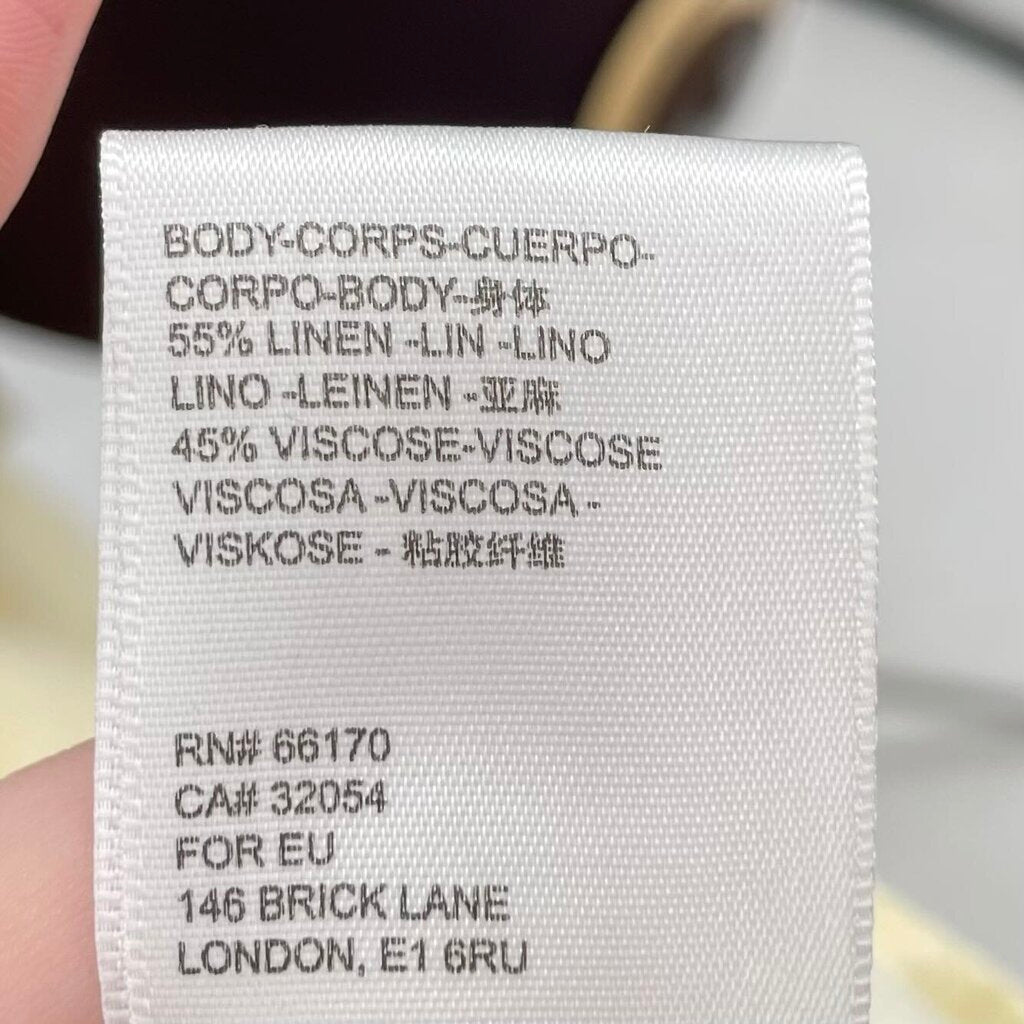 BODY-CORPS-CUERPO-
CORPO-BODY-身体
55% LINEN -LIN -LINO
LINO -LEINEN -亚麻
45% VISCOSE-VISCOSE
VISCOSA -VISCOSA -
VISKOSE - 粘胶纤维
RN# 66170
CA# 32054
FOR EU
146 BRICK LANE
LONDON, E1 6RU